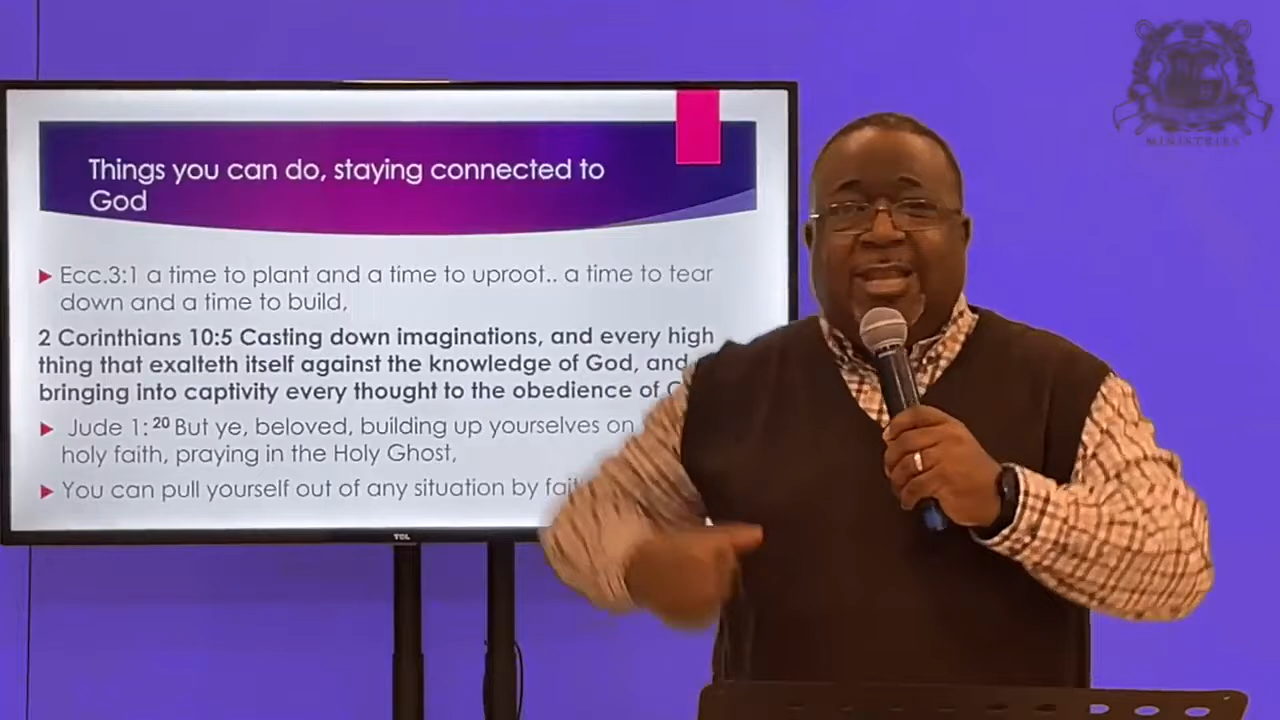 Things you can do, staying connected to
God
Ecc.3:1 a time to plant and a time to uproot.. a time to tear
down and a time to build,
2 Corinthians 10:5 Casting down imaginations, and every high
thing that exalteth itself against the knowledge of God, and
bringing into captivity every thought to the obedience of
Jude 1: 20 But ye, beloved, building up yourselves on
holy faith, praying in the Holy Ghost,
You can pull yourself out of any situation by
TCL
MINISTRIES